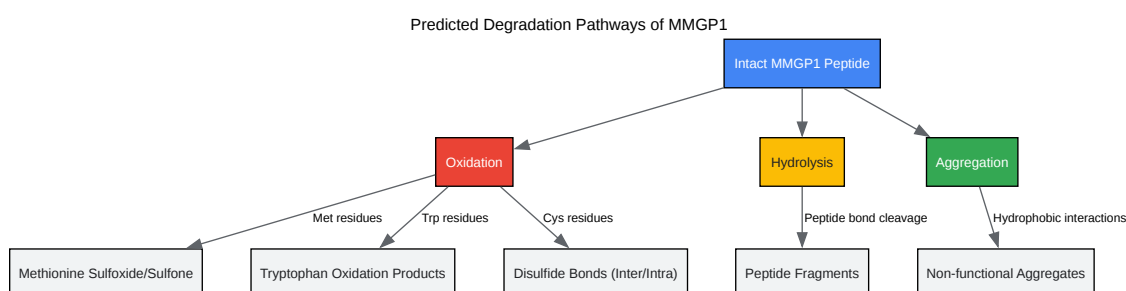 Predicted Degradation Pathways of MMGP1
Intact MMGP1 Peptide
Oxidation
Hydrolysis
Aggregation
Met residues
Trp residues
Cys residues
Peptide bond cleavage
Hydrophobic interactions
Methionine Sulfoxide/Sulfone
Tryptophan Oxidation Products
Disulfide Bonds (Inter/Intra)
Peptide Fragments
Non-functional Aggregates